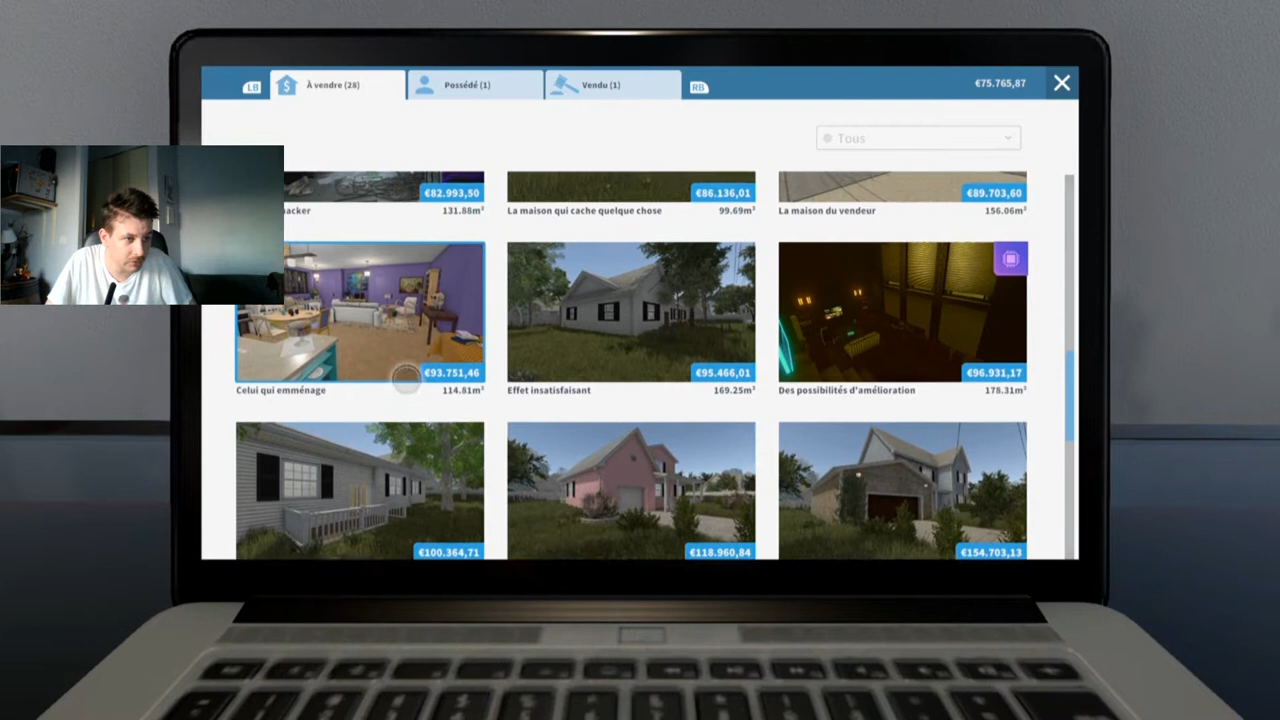 LB
À vendre (28)
Possédé (1)
Vendu (1)
RB
€75.765,87
Tous
€82.993,50
€86.136,01
€89.703,60
131.88m²
La maison qui cache quelque chose
99.69m²
La maison du vendeur
156.06m²
€93.751,46
€95.466,01
€96.931,17
Celui qui emménage
114.81m²
Effet insatisfaisant
169.25m²
Des possibilités d'amélioration
178.31m²
€100.364,71
€118.960,84
€154.703,13